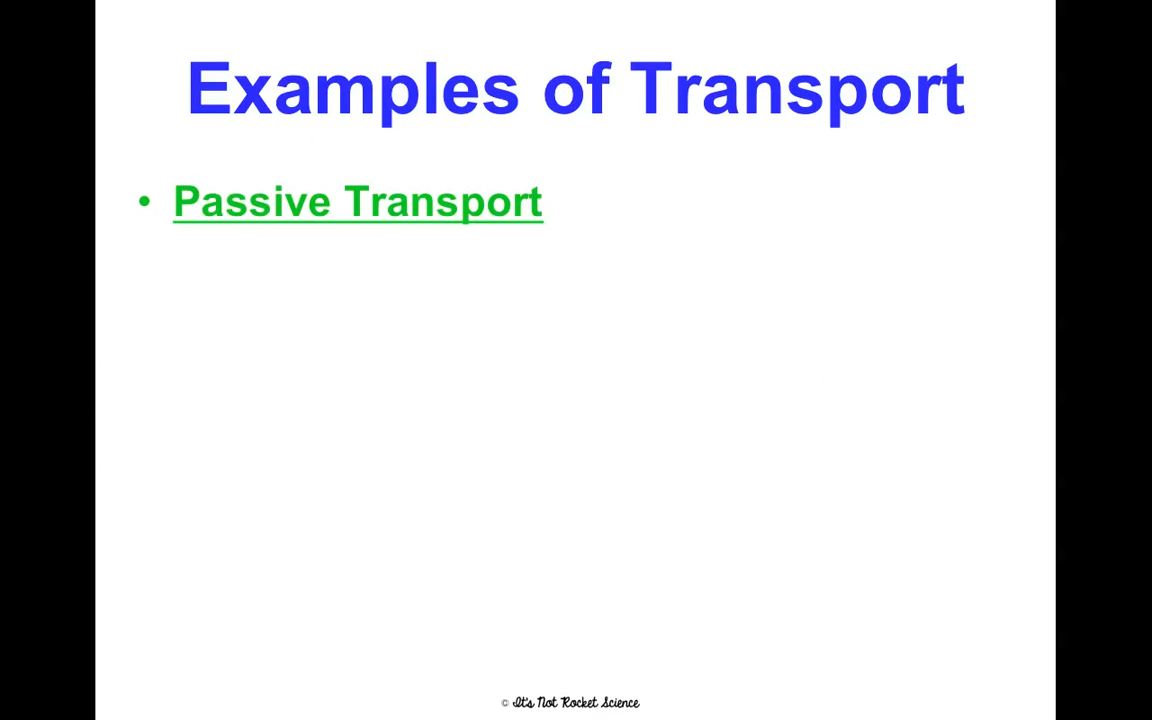 Examples of Transport
• Passive Transport
© It's Not Rocket Science